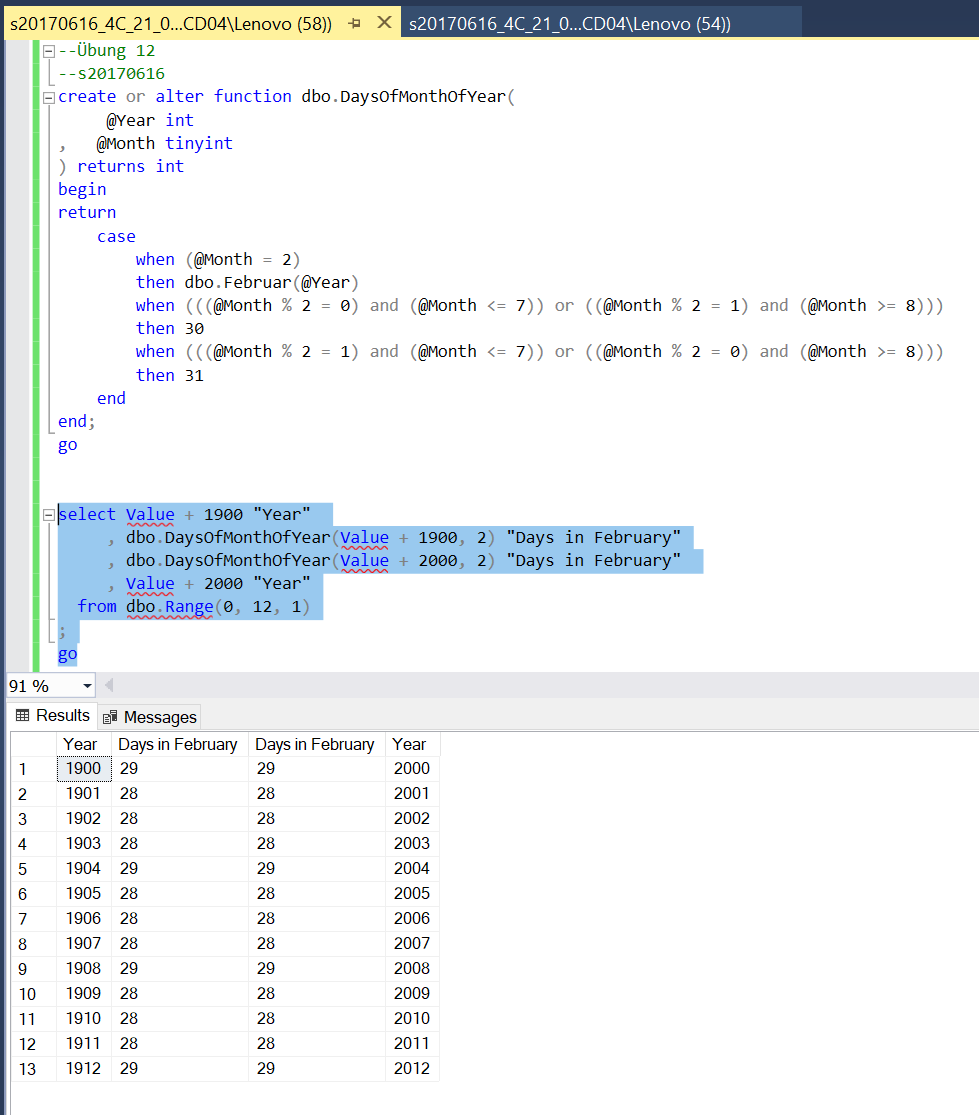 s20170616_4C_21_0...CD04\Lenovo (58)) s20170616_4C_21_0...CD04\Lenovo (54))
--Übung 12
--s20170616
create or alter function dbo.DaysOfMonthOfYear(
@Year int
, @Month tinyint
) returns int
begin
return
case
when (@Month = 2)
then dbo.Februar(@Year)
when (((@Month % 2 = 0) and (@Month <= 7)) or ((@Month % 2 = 1) and (@Month >= 8)))
then 30
when (((@Month % 2 = 1) and (@Month <= 7)) or ((@Month % 2 = 0) and (@Month >= 8)))
then 31
end
end;
go
select Value + 1900 "Year"
, dbo.DaysOfMonthOfYear(Value + 1900, 2) "Days in February"
, dbo.DaysOfMonthOfYear(Value + 2000, 2) "Days in February"
, Value + 2000 "Year"
from dbo.Range(0, 12, 1)
;
go
91 %
Results Messages
Year Days in February Days in February Year
1 1900 29 29 2000
2 1901 28 28 2001
3 1902 28 28 2002
4 1903 28 28 2003
5 1904 29 29 2004
6 1905 28 28 2005
7 1906 28 28 2006
8 1907 28 28 2007
9 1908 29 29 2008
10 1909 28 28 2009
11 1910 28 28 2010
12 1911 28 28 2011
13 1912 29 29 2012